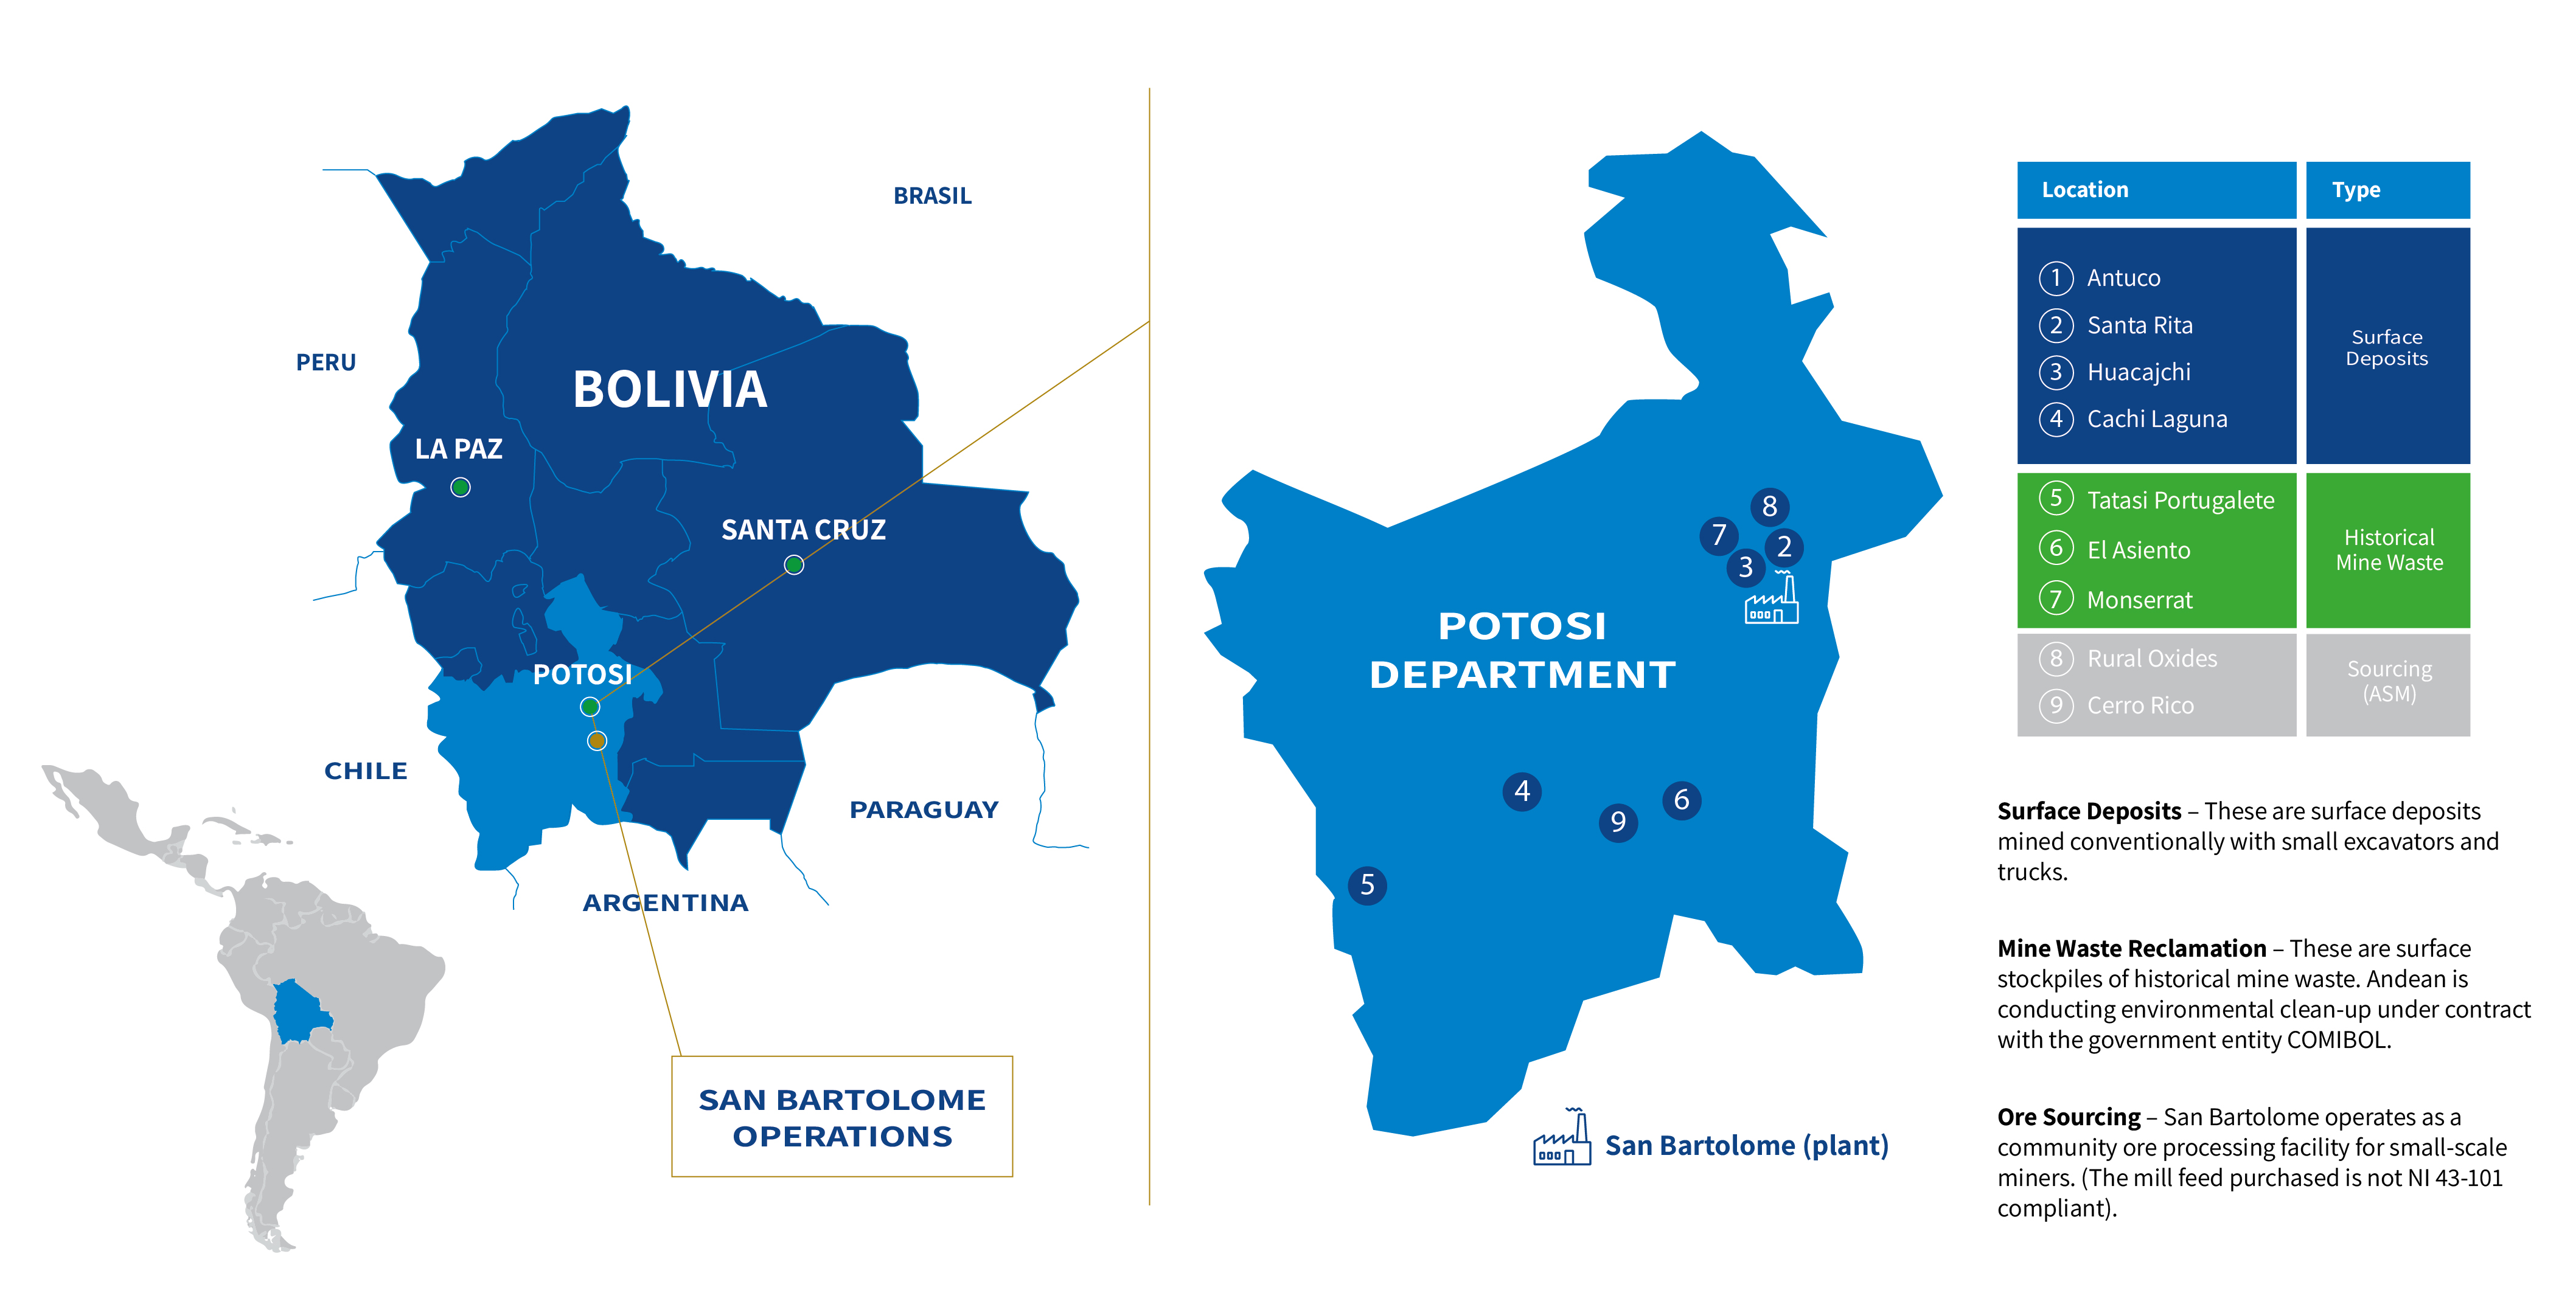 BRASIL
PERU
BOLIVIA
LA PAZ
SANTA CRUZ
POTOSI
CHILE
PARAGUAY
ARGENTINA
SAN BARTOLOME
OPERATIONS
8
7
2
3
POTOSI
DEPARTMENT
4
6
9
5
San Bartolome (plant)
Location
Type
1 Antuco
2 Santa Rita
3 Huacajchi
4 Cachi Laguna
Surface
Deposits
5 Tatasi Portugalete
6 El Asiento
7 Monserrat
Historical
Mine Waste
8 Rural Oxides
9 Cerro Rico
Sourcing
(ASM)
Surface Deposits – These are surface deposits
mined conventionally with small excavators and
trucks.
Mine Waste Reclamation – These are surface
stockpiles of historical mine waste. Andean is
conducting environmental clean-up under contract
with the government entity COMIBOL.
Ore Sourcing – San Bartolome operates as a
community ore processing facility for small-scale
miners. (The mill feed purchased is not NI 43-101
compliant).